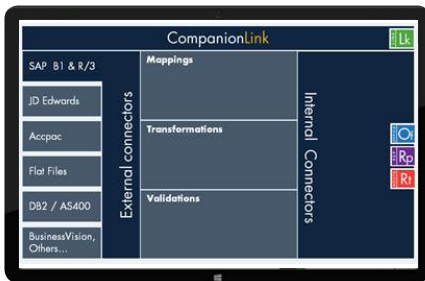 CompanionLink
Lk
SAP B1 & R/3
JD Edwards
Accpac
Flat Files
DB2 / AS400
BusinessVision,
Others...
External connectors
Mappings
Transformations
Validations
Internal Connectors
Of
Rp
Rt